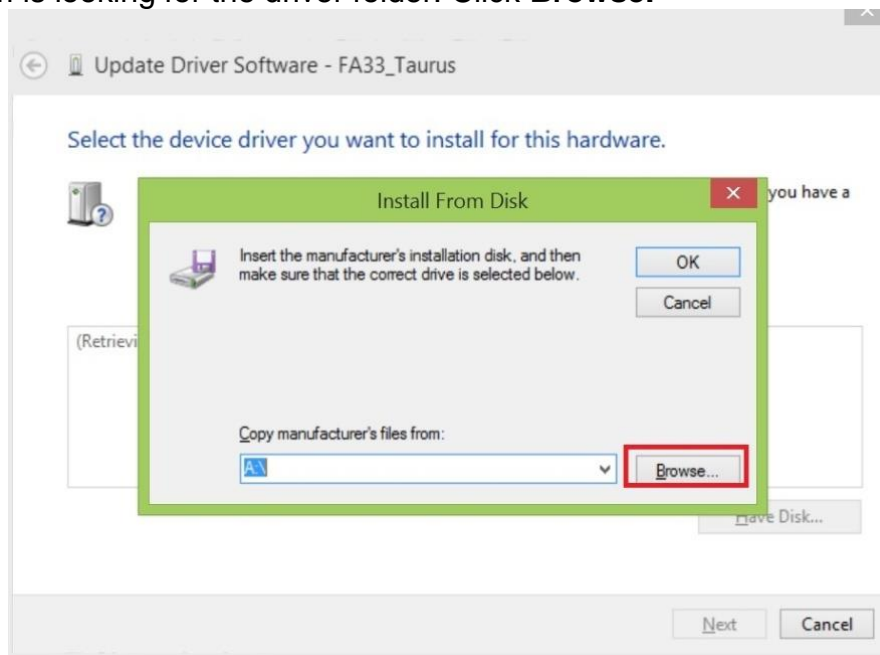 is looking for the driver folder. Click Browse.
Update Driver Software - FA33_Taurus
Select the device driver you want to install for this hardware.
you have a
Install From Disk
Insert the manufacturer's installation disk, and then
make sure that the correct drive is selected below.
OK
Cancel
(Retrievi
Copy manufacturer's files from:
A:\
Browse...
Have Disk...
Next
Cancel